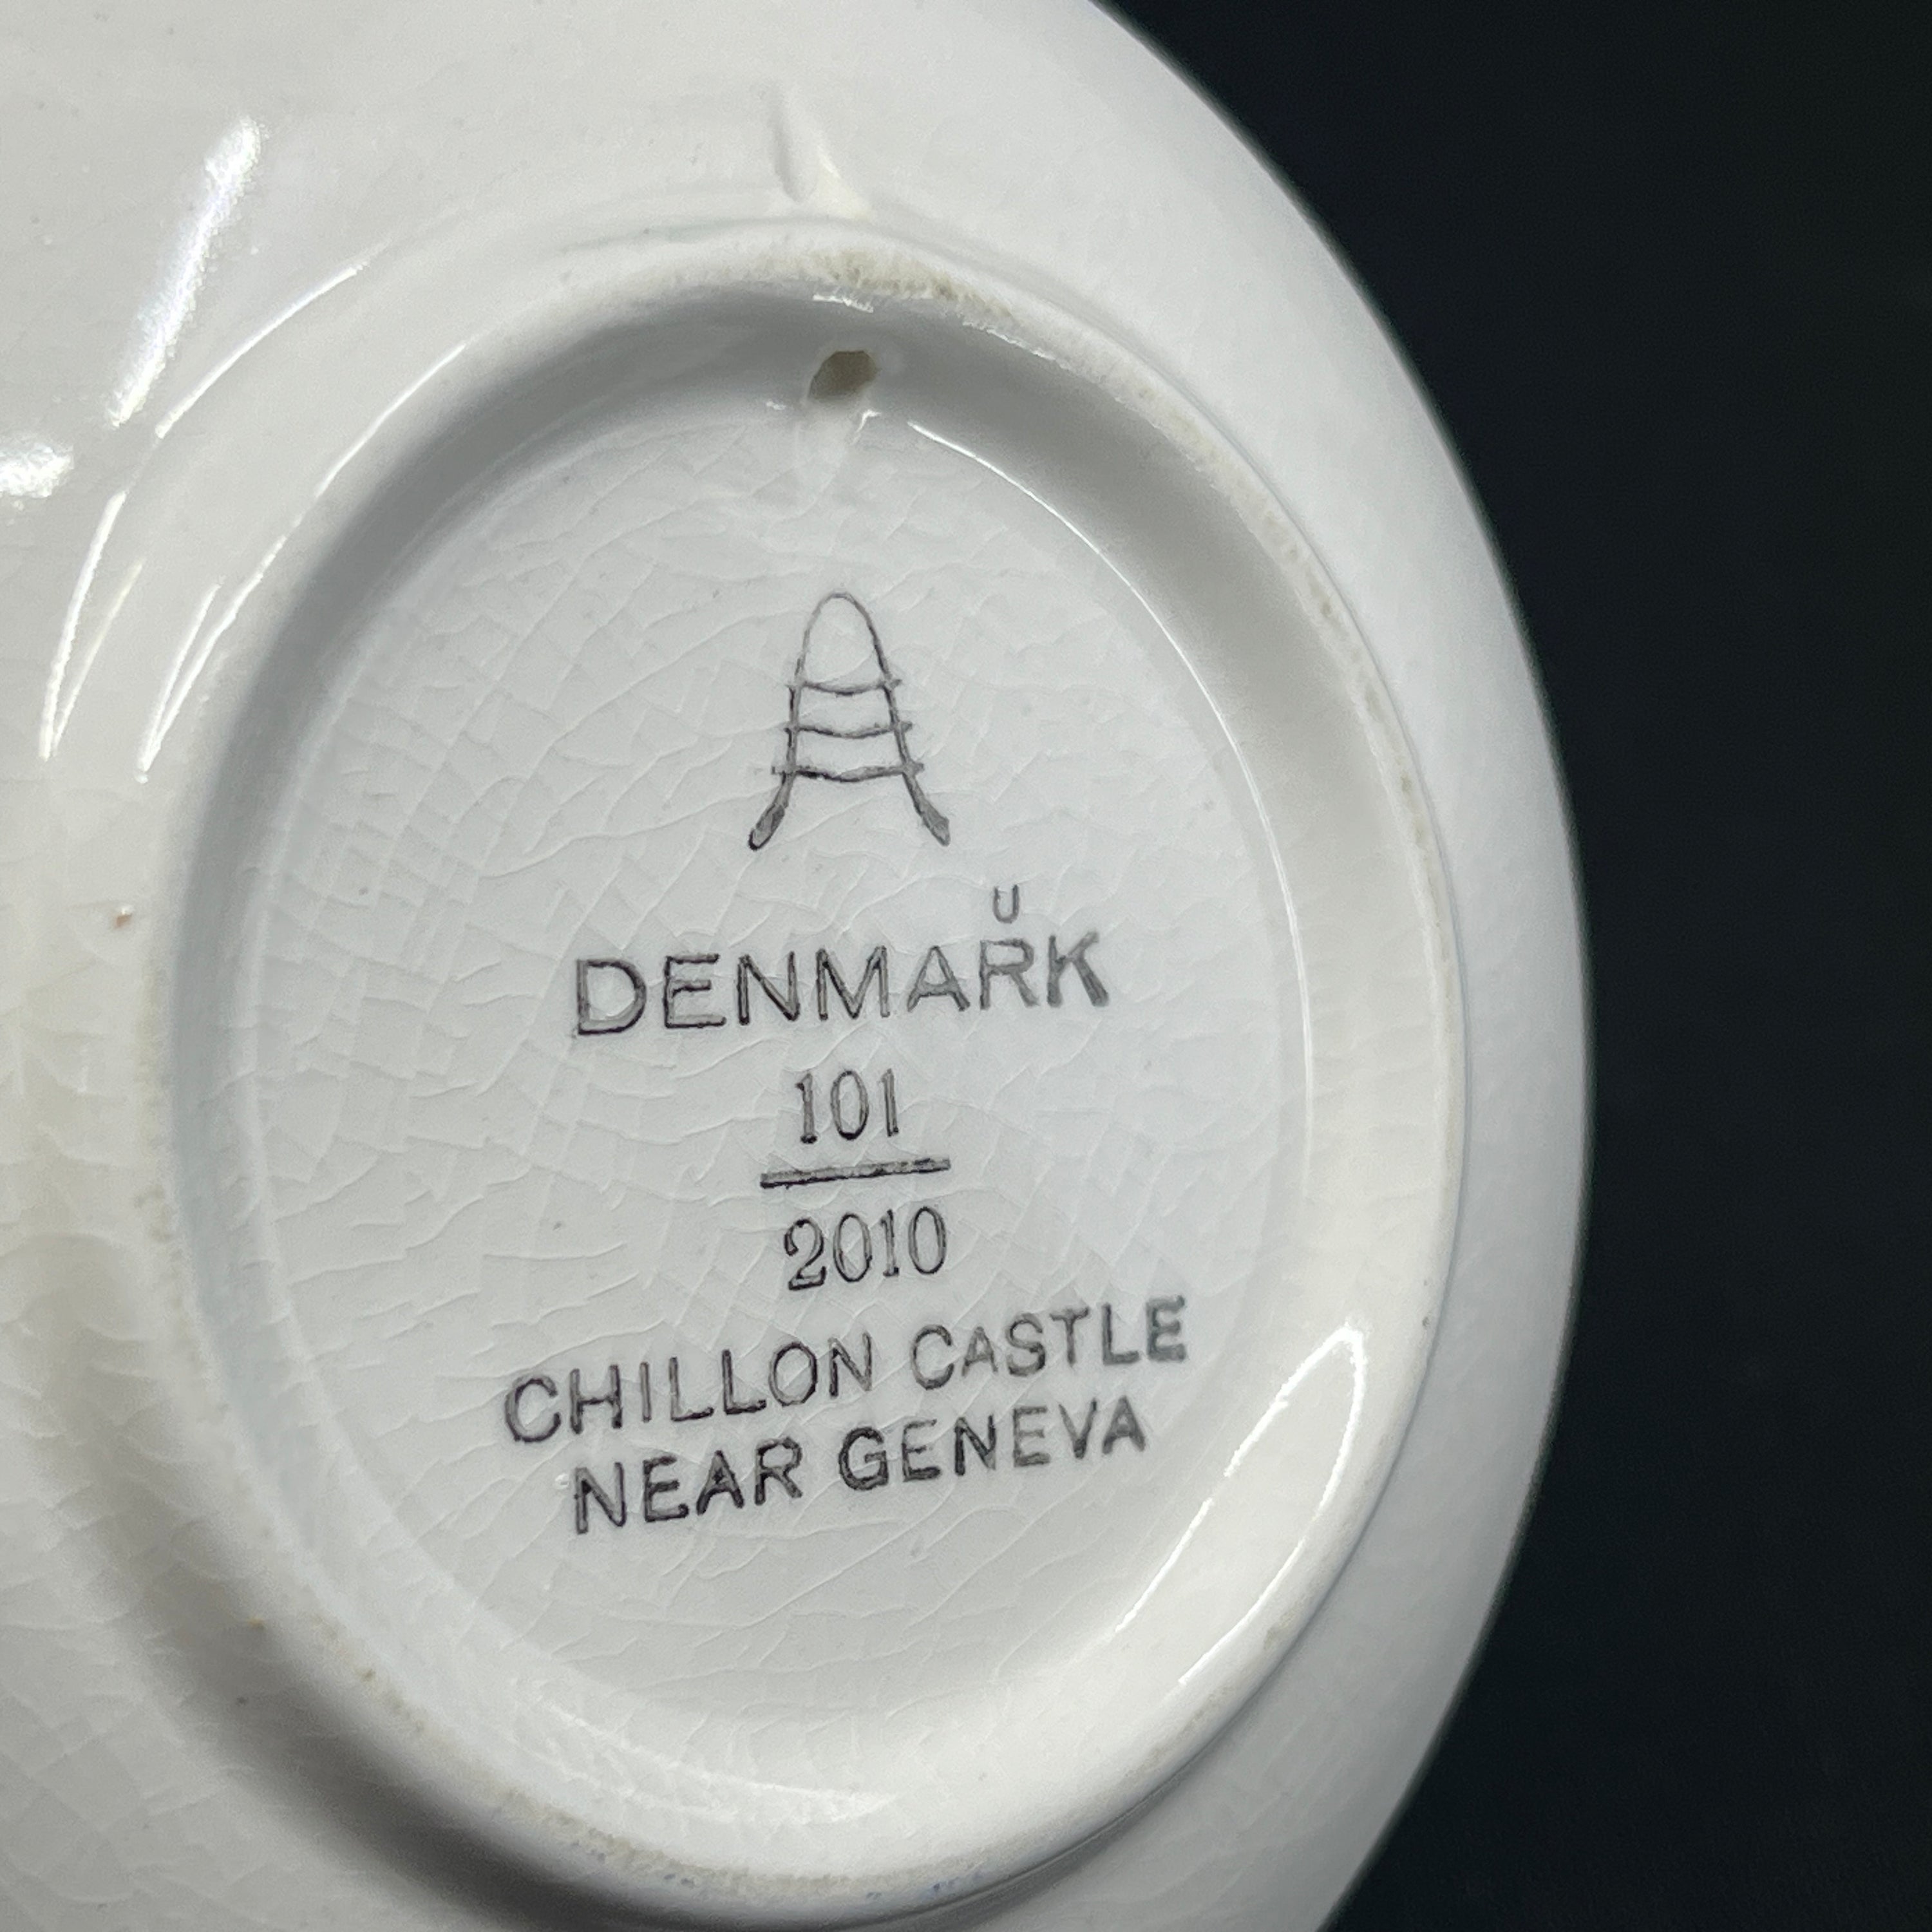 U
DENMARK
101
2010
CHILLON CASTLE
NEAR GENEVA